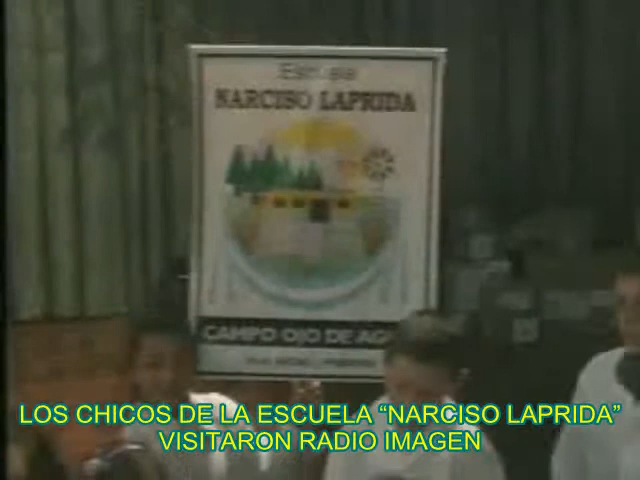 NARCISO LAPRIDA
CAMPO OJO DE AG
LOS CHICOS DE LA ESCUELA “NARCISO LAPRIDA”
VISITARON RADIO IMAGEN